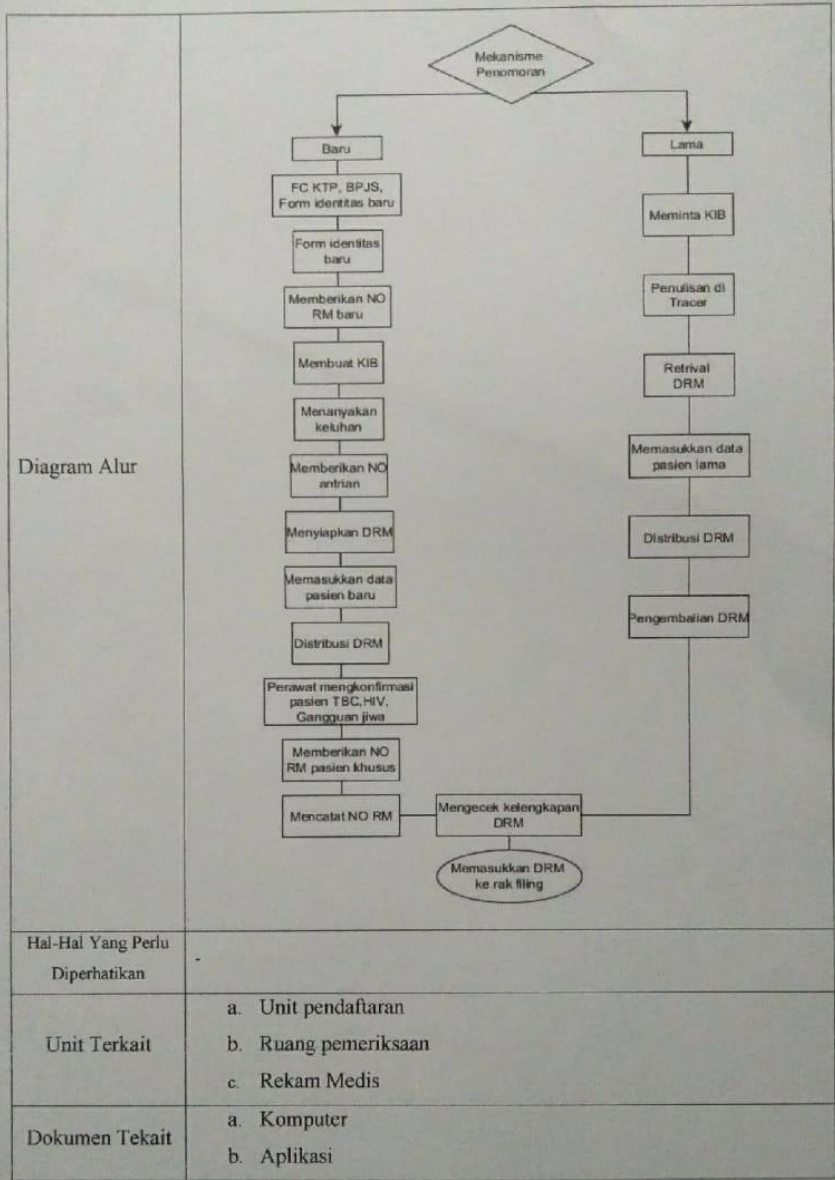 Diagram Alur
Mekanisme
Penomoran
Baru
FC KTP, BPJS,
Form identitas baru
Form identitas
baru
Memberikan NO
RM baru
Membuat KIB
Menanyakan
keluhan
Memberikan NO
antrian
Menyiapkan DRM
Memasukkan data
pasien baru
Distribusi DRM
Perawat mengkonfirmasi
pasien TBC,HIV,
Gangguan jiwa
Memberikan NO
RM pasien khusus
Mencatat NO RM
Lama
Meminta KIB
Penulisan di
Tracer
Retrival
DRM
Memasukkan data
pasien lama
Distribusi DRM
Pengembalian DRM
Mengecek kelengkapan
DRM
Memasukkan DRM
ke rak filing
Hal-Hal Yang Perlu
Diperhatikan
-
Unit Terkait
a. Unit pendaftaran
b. Ruang pemeriksaan
c. Rekam Medis
Dokumen Tekait
a. Komputer
b. Aplikasi